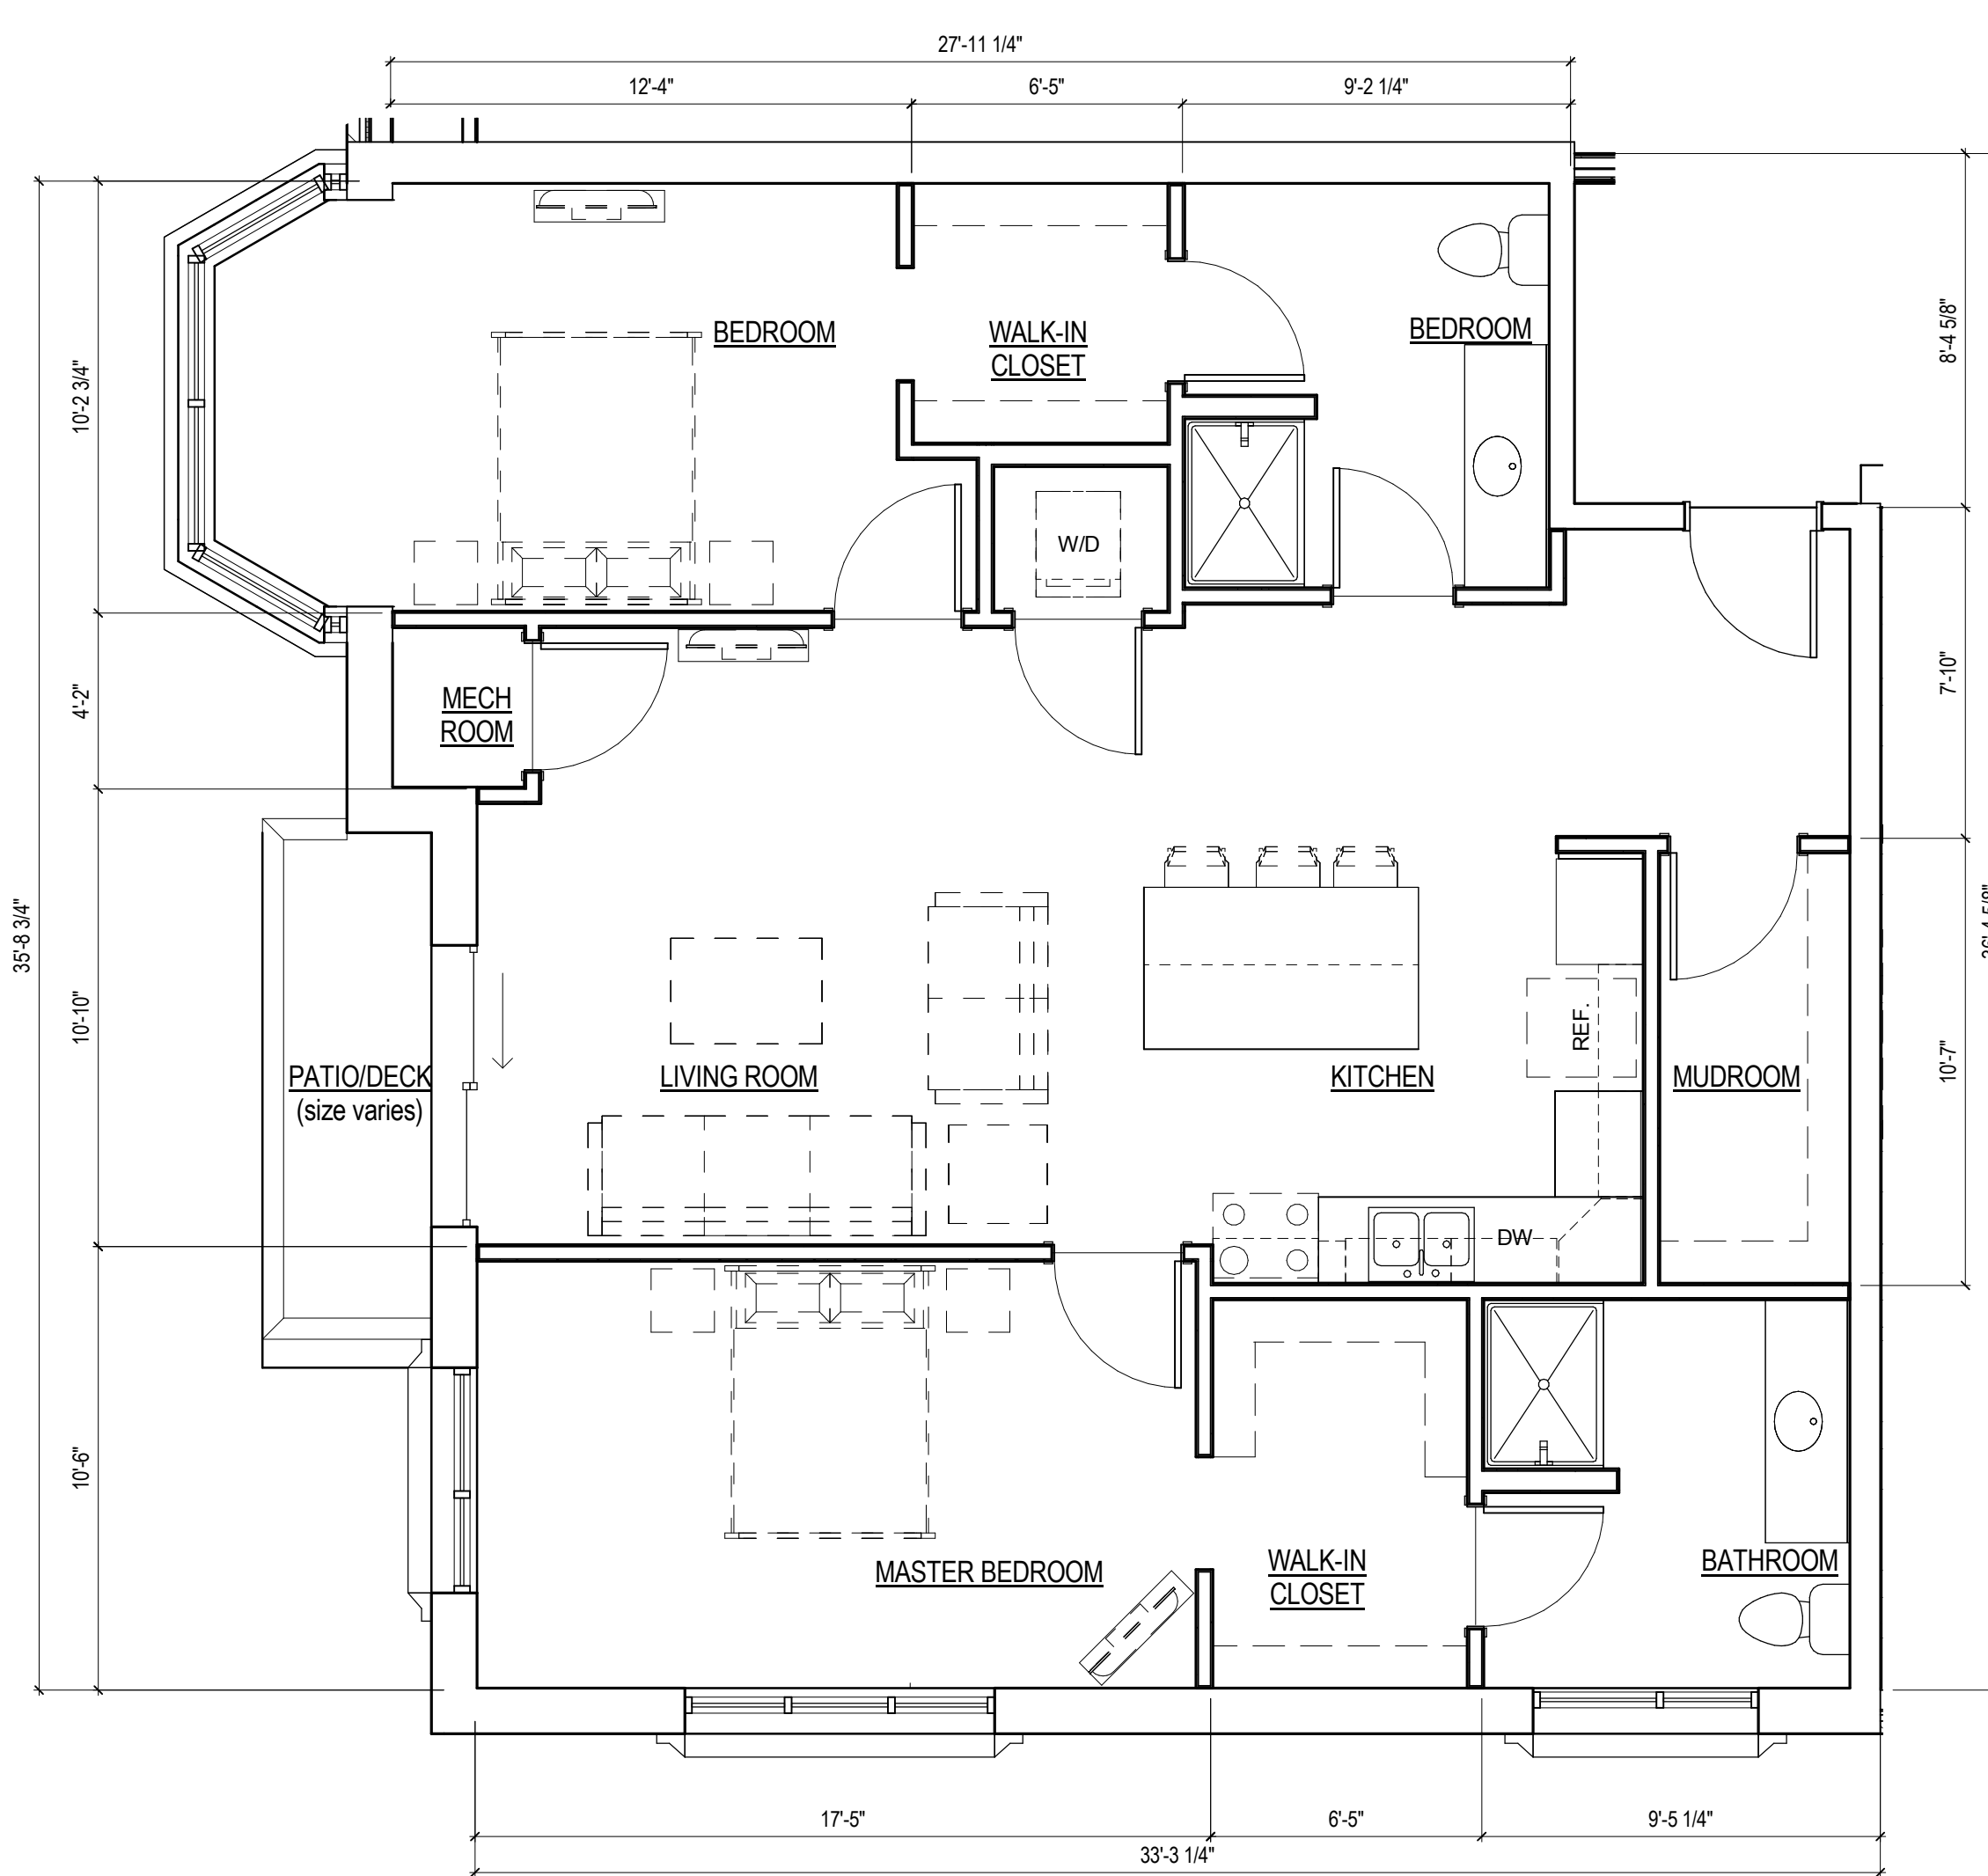 27'-11 1/4"
12'-4"
6'-5"
9'-2 1/4"
BEDROOM
WALK-IN
CLOSET
BEDROOM
8'-4 5/8"
10'-2 3/4"
W/D
MECH
ROOM
4'-2"
7'-10"
35'-8 3/4"
10'-10"
REF.
10'-7"
PATIO/DECK
(size varies)
LIVING ROOM
KITCHEN
MUDROOM
DW
10'-6"
MASTER BEDROOM
WALK-IN
CLOSET
BATHROOM
17'-5"
6'-5"
9'-5 1/4"
33'-3 1/4"